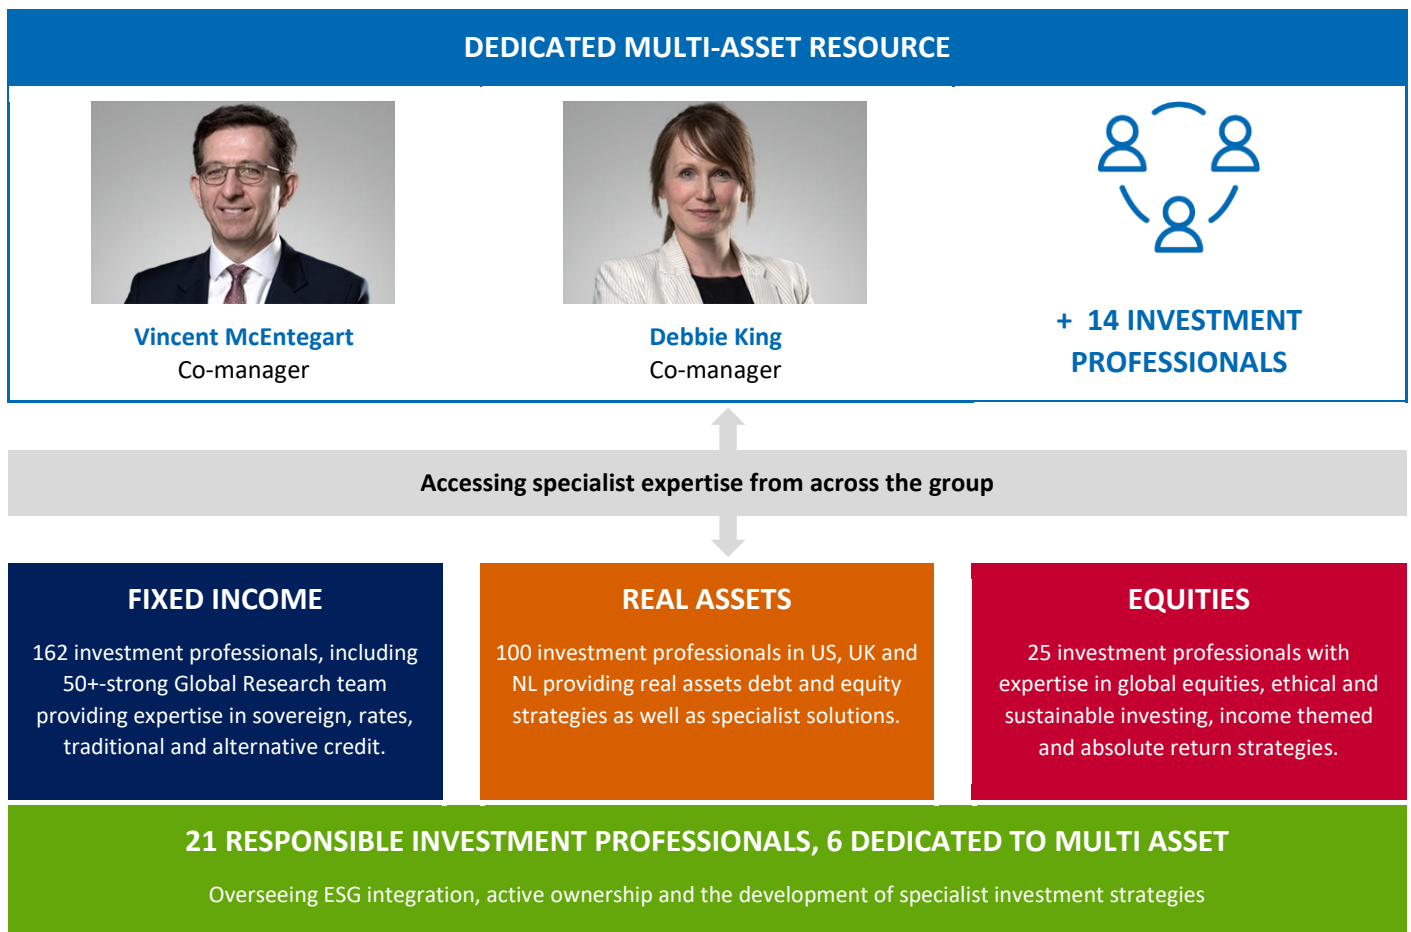 DEDICATED MULTI-ASSET RESOURCE
Vincent McEntegart
Co-manager
Debbie King
Co-manager
+ 14 INVESTMENT
PROFESSIONALS
Accessing specialist expertise from across the group
FIXED INCOME
162 investment professionals, including
50+-strong Global Research team
providing expertise in sovereign, rates,
traditional and alternative credit.
REAL ASSETS
100 investment professionals in US, UK and
NL providing real assets debt and equity
strategies as well as specialist solutions.
EQUITIES
25 investment professionals with
expertise in global equities, ethical and
sustainable investing, income themed
and absolute return strategies.
21 RESPONSIBLE INVESTMENT PROFESSIONALS, 6 DEDICATED TO MULTI ASSET
Overseeing ESG integration, active ownership and the development of specialist investment strategies